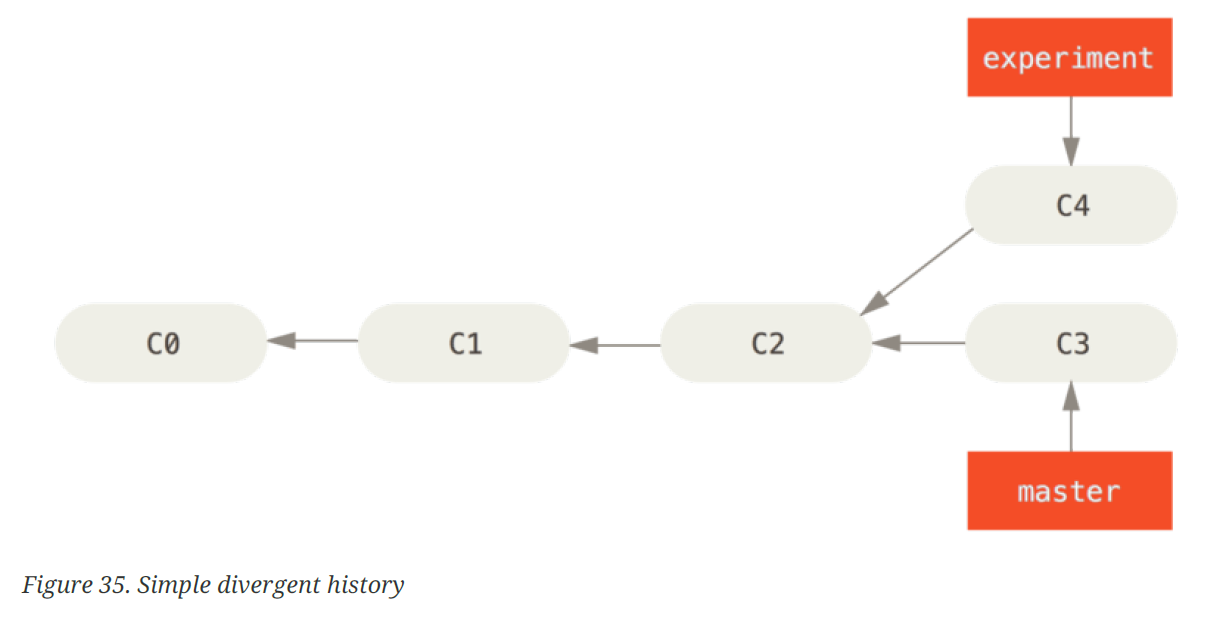 experiment
C4
C0 C1 C2 C3
master
Figure 35. Simple divergent history